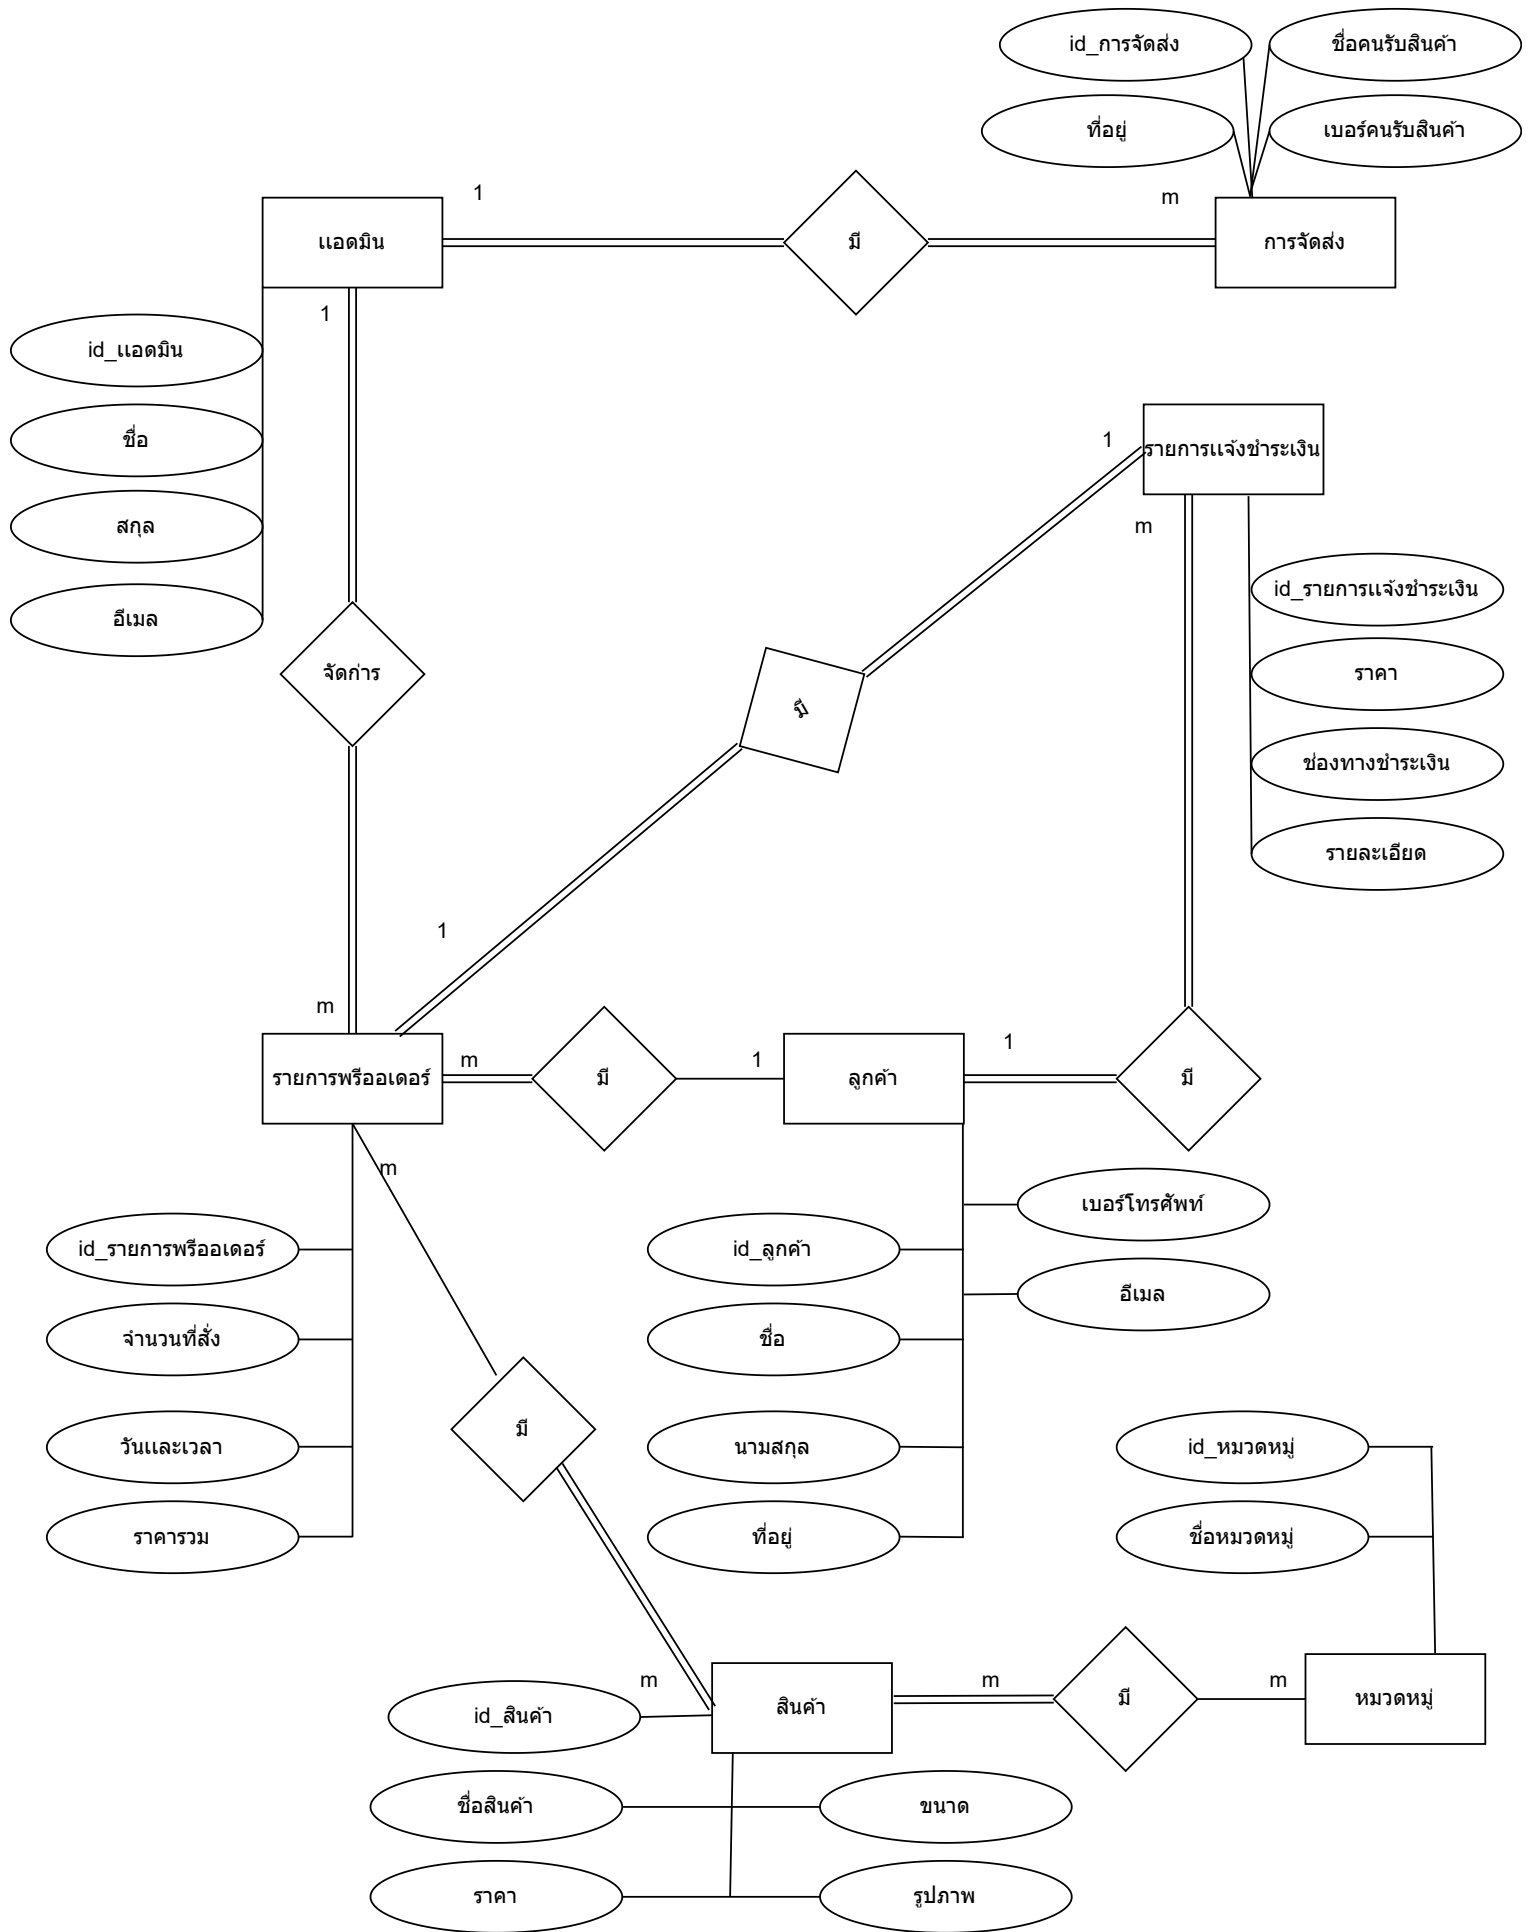 id_การจัดส่ง
ชื่อคนรับสินค้า
ที่อยู่
เบอร์คนรับสินค้า
1
m
แอดมิน
มี
การจัดส่ง
1
id_แอดมิน
ชื่อ
สกุล
อีเมล
จัดก่าร
1
รายการแจ้งชำระเงิน
m
id_รายการแจ้งชำระเงิน
ราคา
ช่องทางชำระเงิน
รายละเอียด
มี
1
m
รายการพรีออเดอร์
m
มี
1
ลูกค้า
1
มี
m
id_รายการพรีออเดอร์
จำนวนที่สั่ง
วันและเวลา
ราคารวม
เบอร์โทรศัพท์
id_ลูกค้า
อีเมล
ชื่อ
นามสกุล
ที่อยู่
มี
id_หมวดหมู่
ชื่อหมวดหมู่
m
id_สินค้า
สินค้า
m
มี
m
หมวดหมู่
ชื่อสินค้า
ขนาด
ราคา
รูปภาพ